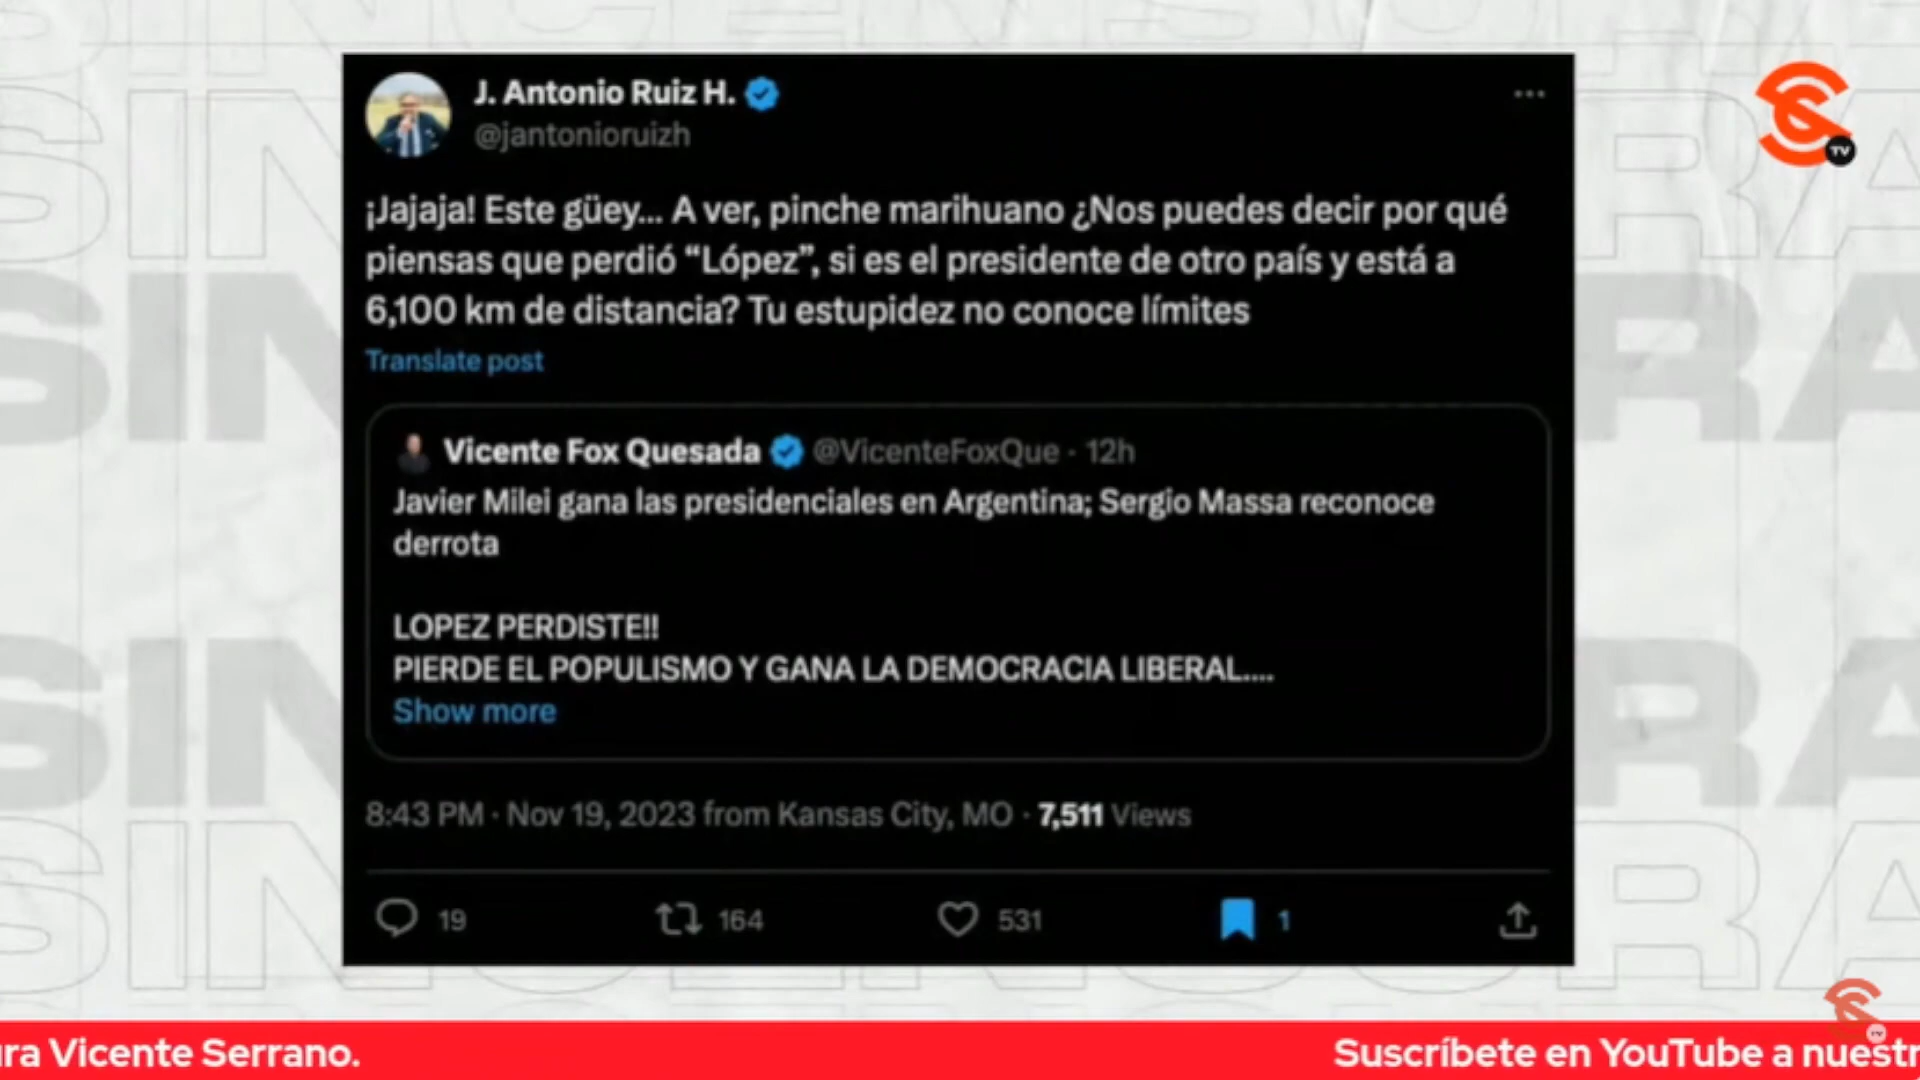 J. Antonio Ruiz H.
@jantonioruizh
¡Jajaja! Este güey... A ver, pinche marihuano ¿Nos puedes decir por qué
piensas que perdió “López”, si es el presidente de otro país y está a
6,100 km de distancia? Tu estupidez no conoce límites
Translate post
Vicente Fox Quesada @VicenteFoxQue · 12h
Javier Milei gana las presidenciales en Argentina; Sergio Massa reconoce
derrota
LOPEZ PERDISTE!!
PIERDE EL POPULISMO Y GANA LA DEMOCRACIA LIBERAL....
Show more
8:43 PM · Nov 19, 2023 from Kansas City, MO · 7,511 Views
19 164 531 1
TV
Vicente Serrano. Suscríbete en YouTube a